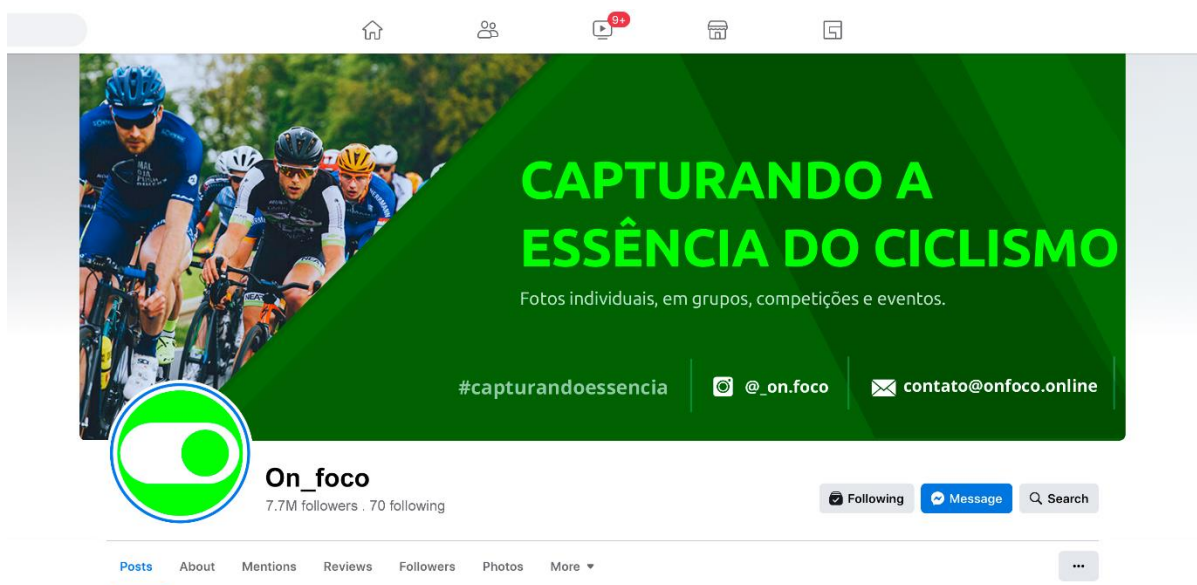 9+
CAPTURANDO A
ESSÊNCIA DO CICLISMO
Fotos individuais, em grupos, competições e eventos.
#capturandoessencia @_on.foco contato@onfoco.online
On_foco
7.7M followers . 70 following
Following Message Search
Posts About Mentions Reviews Followers Photos More